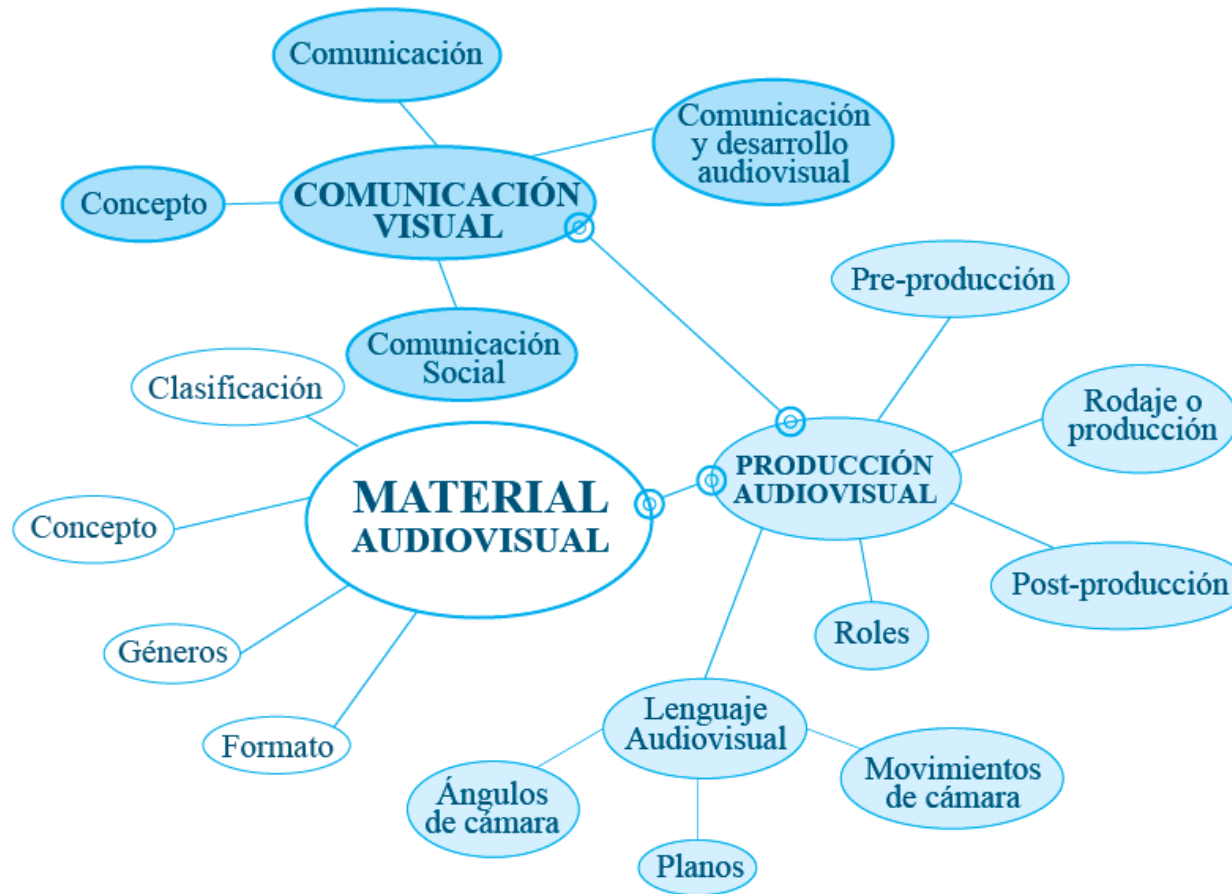 Comunicación
Comunicación
y desarrollo
audiovisual
Concepto
COMUNICACIÓN
VISUAL
Comunicación
Social
Pre-producción
Clasificación
Rodaje o
producción
MATERIAL
AUDIOVISUAL
PRODUCCIÓN
AUDIOVISUAL
Concepto
Post-producción
Roles
Géneros
Lenguaje
Audiovisual
Formato
Movimientos
de cámara
Ángulos
de cámara
Planos